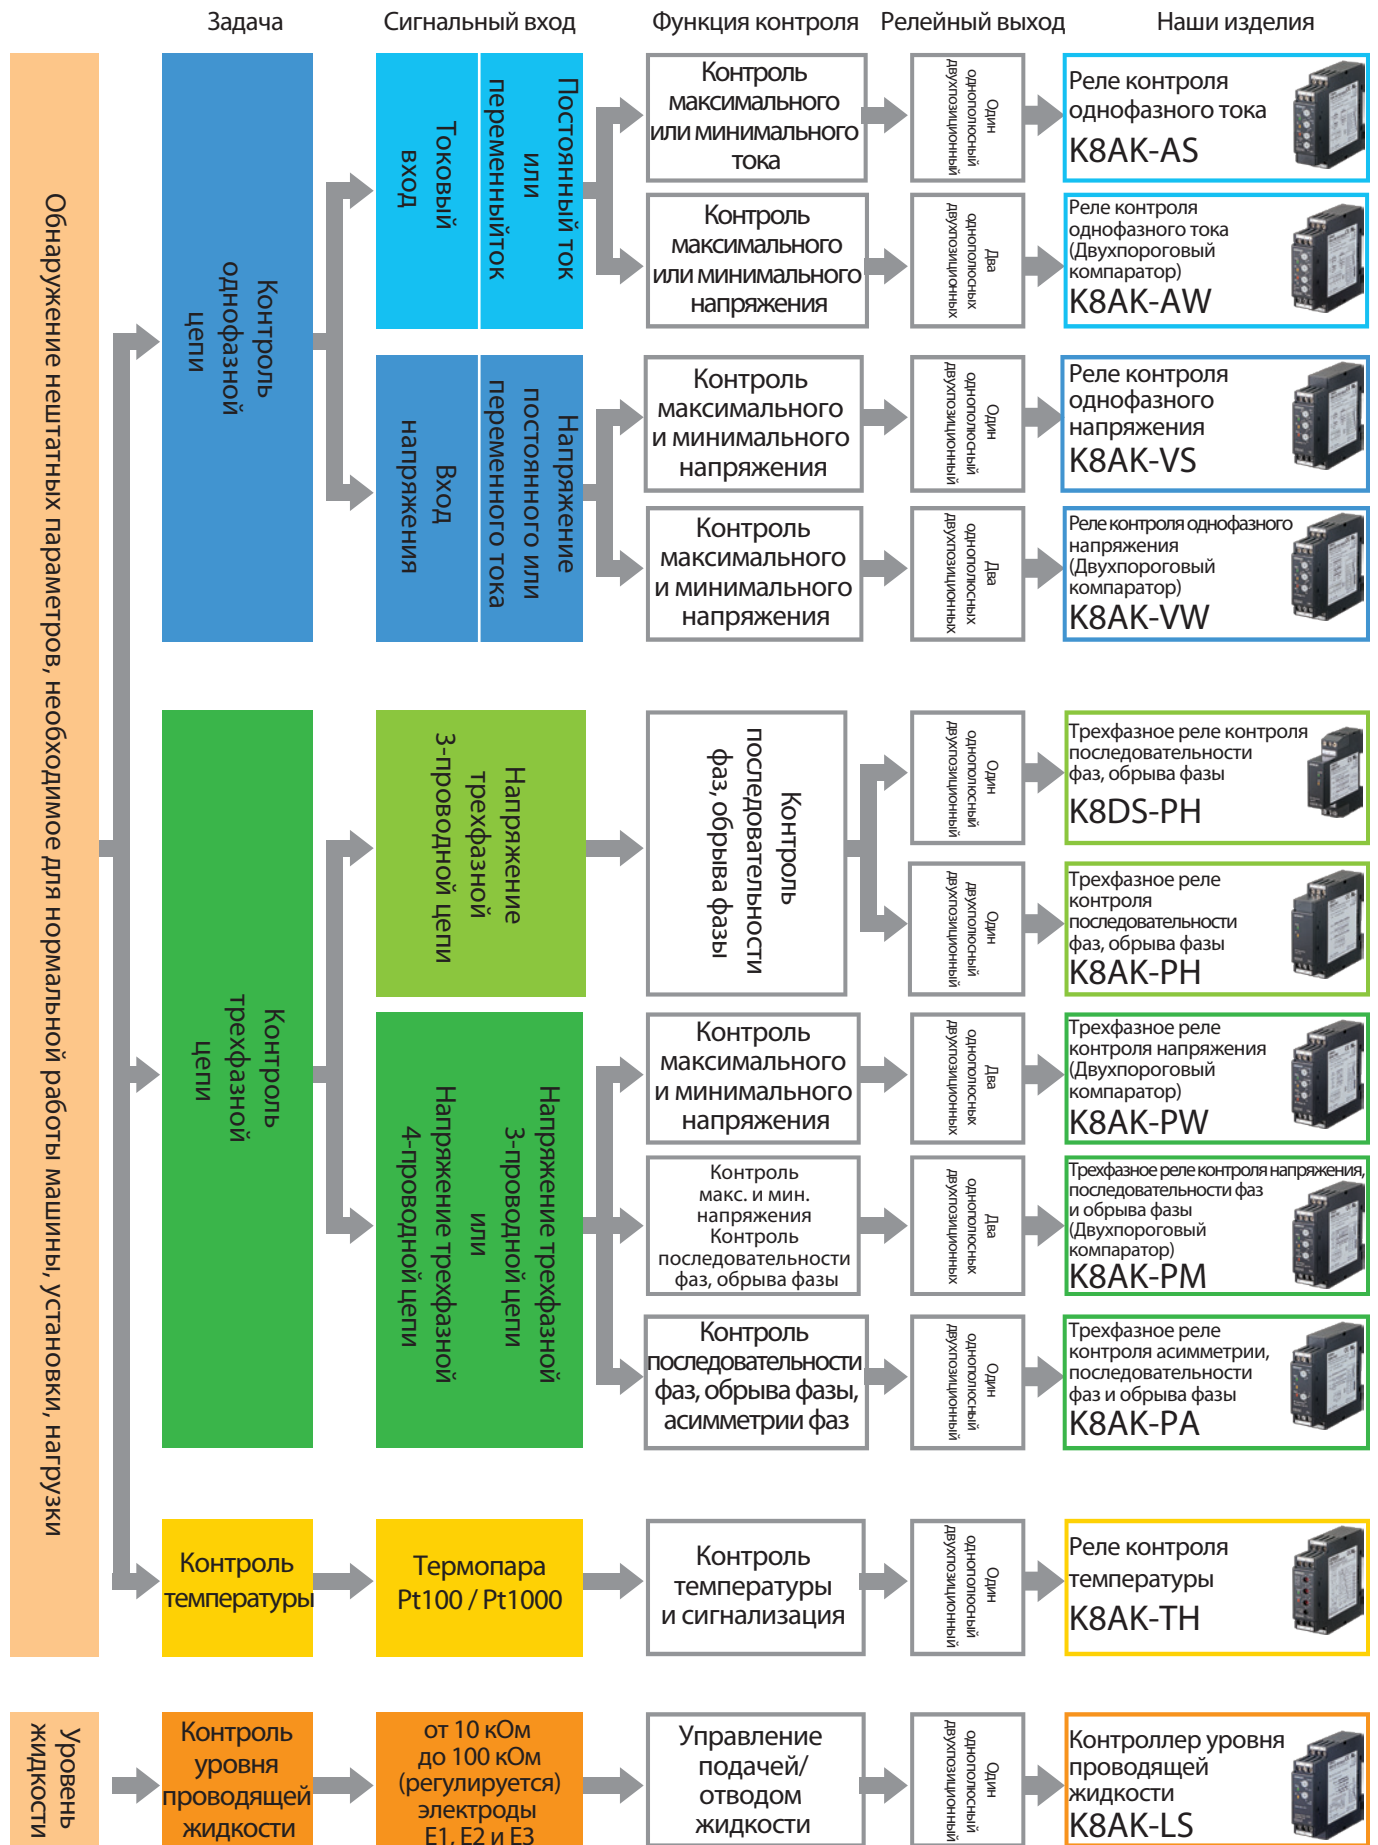 Задача
Сигнальный вход
Функция контроля
Релейный выход
Наши изделия
Обнаружение нештатных параметров, необходимое для нормальной работы машины, установки, нагрузки
Контроль
однофазной
цепи
Токовый
вход
Постоянный ток
или
переменныйток
Контроль
максимального
или минимального
тока
Один
однополюсный
двухпозиционный
Реле контроля
однофазного тока
K8AK-AS
Контроль
максимального
или минимального
напряжения
Два
однополюсных
двухпозиционных
Реле контроля
однофазного тока
(Двухпороговый
компаратор)
K8AK-AW
Вход
напряжения
Напряжение
постоянного или
переменного тока
Контроль
максимального
и минимального
напряжения
Один
однополюсный
двухпозиционный
Реле контроля
однофазного
напряжения
K8AK-VS
Контроль
максимального
и минимального
напряжения
Два
однополюсных
двухпозиционных
Реле контроля однофазного
напряжения
(Двухпороговый
компаратор)
K8AK-VW
Контроль
трехфазной
цепи
Напряжение
трехфазной
3-проводной цепи
Контроль
последовательности
фаз, обрыва фазы
Один
однополюсный
двухпозиционный
Трехфазное реле контроля
последовательности
фаз, обрыва фазы
K8DS-PH
Один
двухполюсный
двухпозиционный
Трехфазное реле
контроля
последовательности
фаз, обрыва фазы
K8AK-PH
Напряжение трехфазной
3-проводной цепи
или
Напряжение трехфазной
4-проводной цепи
Контроль
максимального
и минимального
напряжения
Два
однополюсных
двухпозиционных
Трехфазное реле
контроля напряжения
(Двухпороговый
компаратор)
K8AK-PW
Контроль
макс. и мин.
напряжения
Контроль
последовательности
фаз, обрыва фазы
Два
однополюсных
двухпозиционных
Трехфазное реле контроля напряжения,
последовательности фаз
и обрыва фазы
(Двухпороговый
компаратор)
K8AK-PM
Контроль
последовательности
фаз, обрыва фазы,
асимметрии фаз
Один
однополюсный
двухпозиционный
Трехфазное реле
контроля асимметрии,
последовательности
фаз и обрыва фазы
K8AK-PA
Контроль
температуры
Термопара
Pt100 / Pt1000
Контроль
температуры
и сигнализация
Один
однополюсный
двухпозиционный
Реле контроля
температуры
K8AK-TH
Уровень
жидкости
Контроль
уровня
проводящей
жидкости
от 10 кОм
до 100 кОм
(регулируется)
электроды
E1, E2 и E3
Управление
подачей/
отводом
жидкости
Один
однополюсный
двухпозиционный
Контроллер уровня
проводящей
жидкости
K8AK-LS